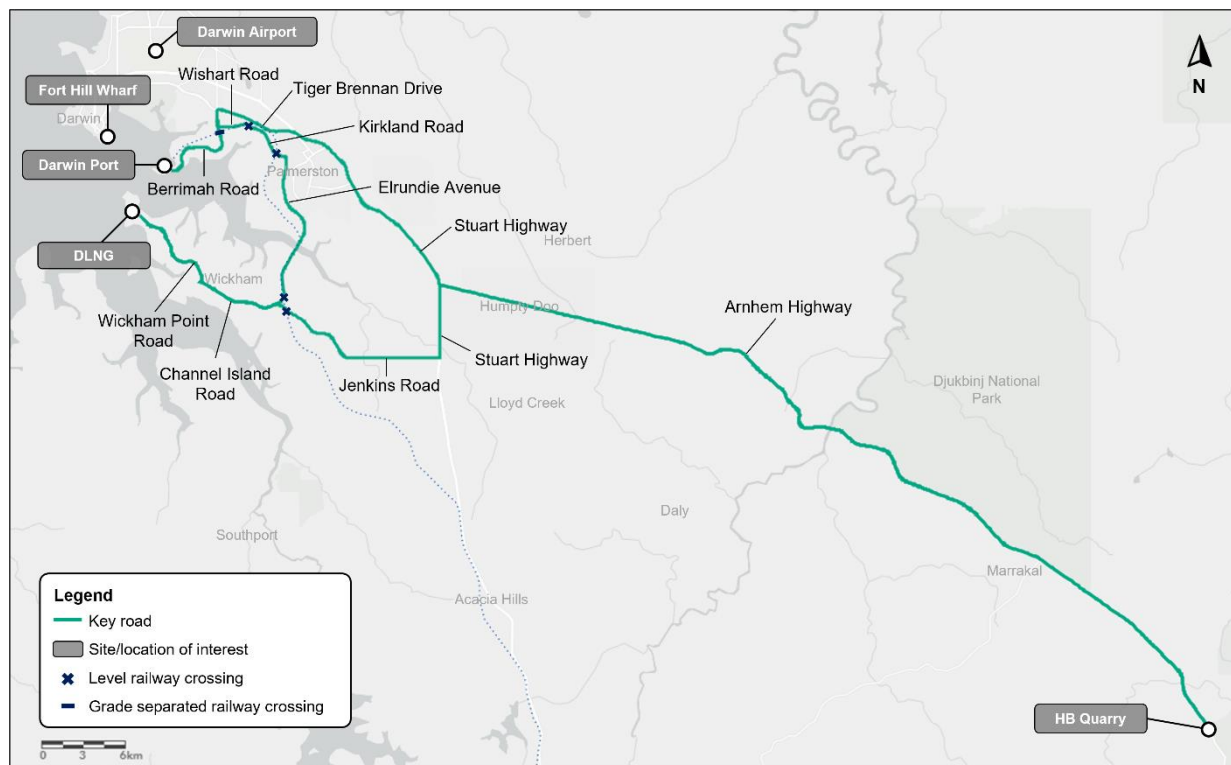 Darwin Airport
Wishart Road
Tiger Brennan Drive
Fort Hill Wharf
Darwin
Kirkland Road
N
Darwin Port
Palmerston
Berrimah Road
Elrundie Avenue
Stuart Highway
DLNG
Herbert
Wickham
Humpty Doo
Arnhem Highway
Wickham Point
Road
Stuart Highway
Channel Island
Road
Jenkins Road
Djukbinj National
Park
Lloyd Creek
Daly
Southport
Marrakai
Acacia Hills
Legend
Key road
Site/location of interest
Level railway crossing
Grade separated railway crossing
HB Quarry
0 3 6km